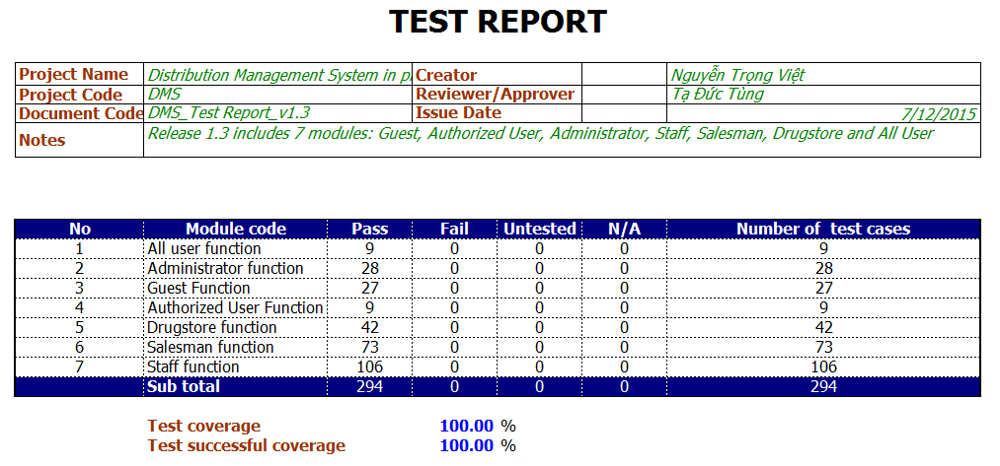 TEST REPORT
Project Name Distribution Management System in p Creator Nguyễn Trọng Việt
Project Code DMS Reviewer/Approver Tạ Đức Tùng
Document Code DMS_Test Report_v1.3 Issue Date 7/12/2015
Notes Release 1.3 includes 7 modules: Guest, Authorized User, Administrator, Staff, Salesman, Drugstore and All User
No Module code Pass Fail Untested N/A Number of test cases
1 All user function 9 0 0 0 9
2 Administrator function 28 0 0 0 28
3 Guest Function 27 0 0 0 27
4 Authorized User Function 9 0 0 0 9
5 Drugstore function 42 0 0 0 42
6 Salesman function 73 0 0 0 73
7 Staff function 106 0 0 0 106
Sub total 294 0 0 0 294
Test coverage 100.00 %
Test successful coverage 100.00 %